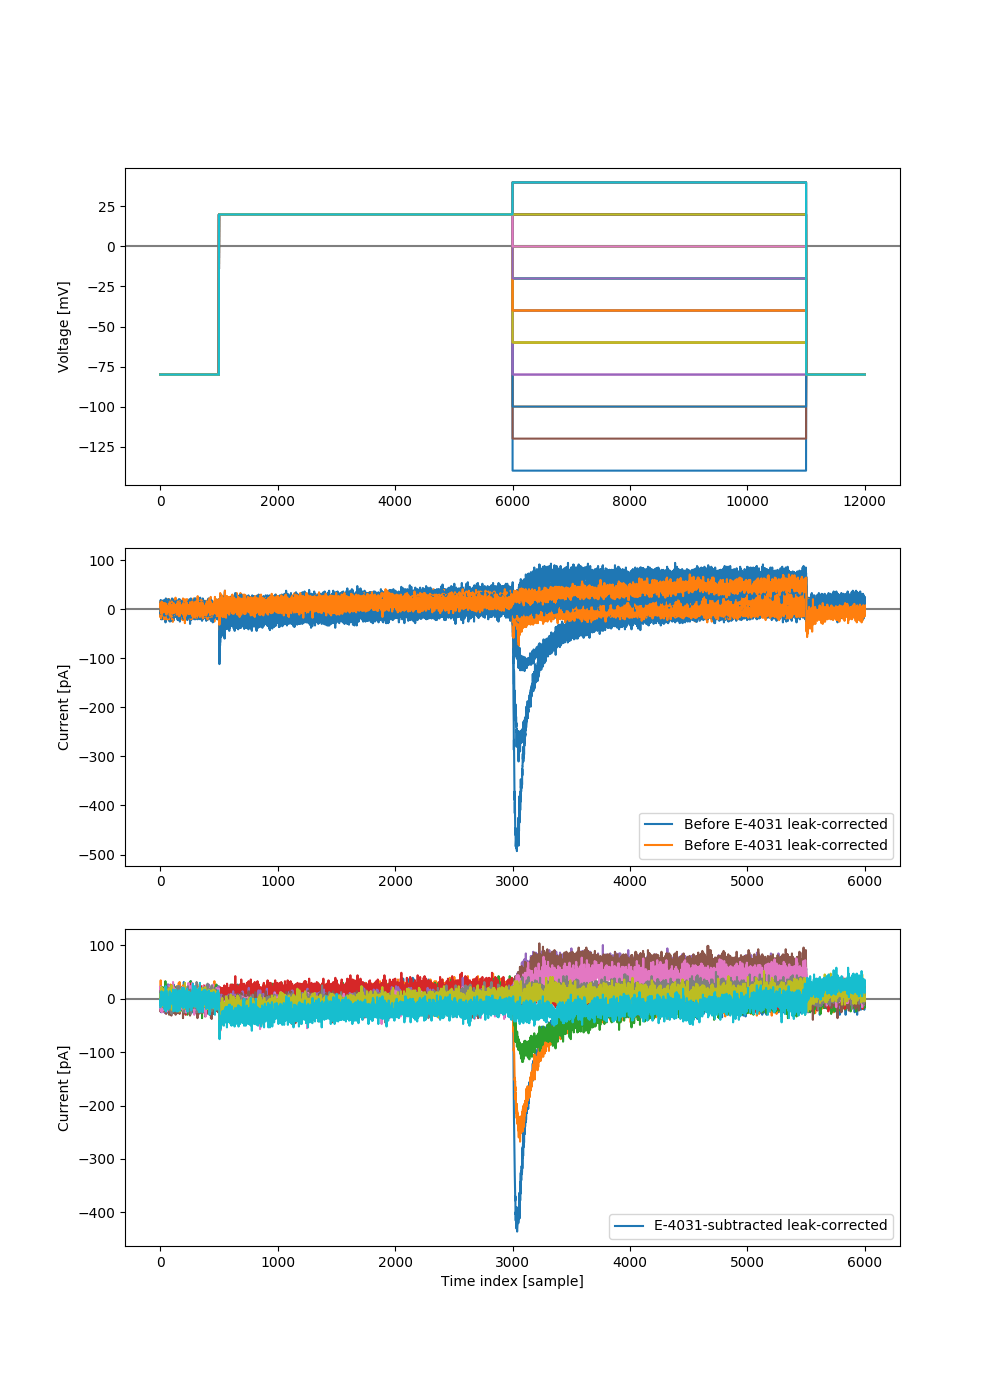 25
0
−25
−50
−75
−100
−125
Voltage [mV]
0 2000 4000 6000 8000 10000 12000
100
0
−100
−200
−300
−400
−500
Current [pA]
Before E-4031 leak-corrected
Before E-4031 leak-corrected
0 1000 2000 3000 4000 5000 6000
100
0
−100
−200
−300
−400
Current [pA]
E-4031-subtracted leak-corrected
0 1000 2000 3000 4000 5000 6000
Time index [sample]